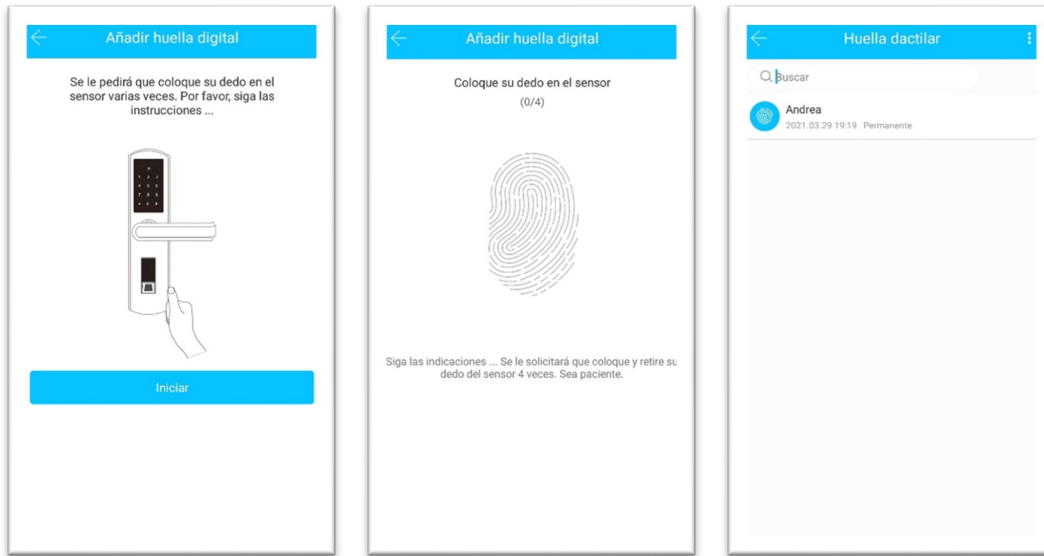 Añadir huella digital
Se le pedirá que coloque su dedo en el
sensor varias veces. Por favor, siga las
instrucciones ...
Iniciar
Añadir huella digital
Coloque su dedo en el sensor
(0/4)
Siga las indicaciones ... Se le solicitará que coloque y retire su
dedo del sensor 4 veces. Sea paciente.
Huella dactilar
Buscar
Andrea
2021.03.29 19:19 Permanente